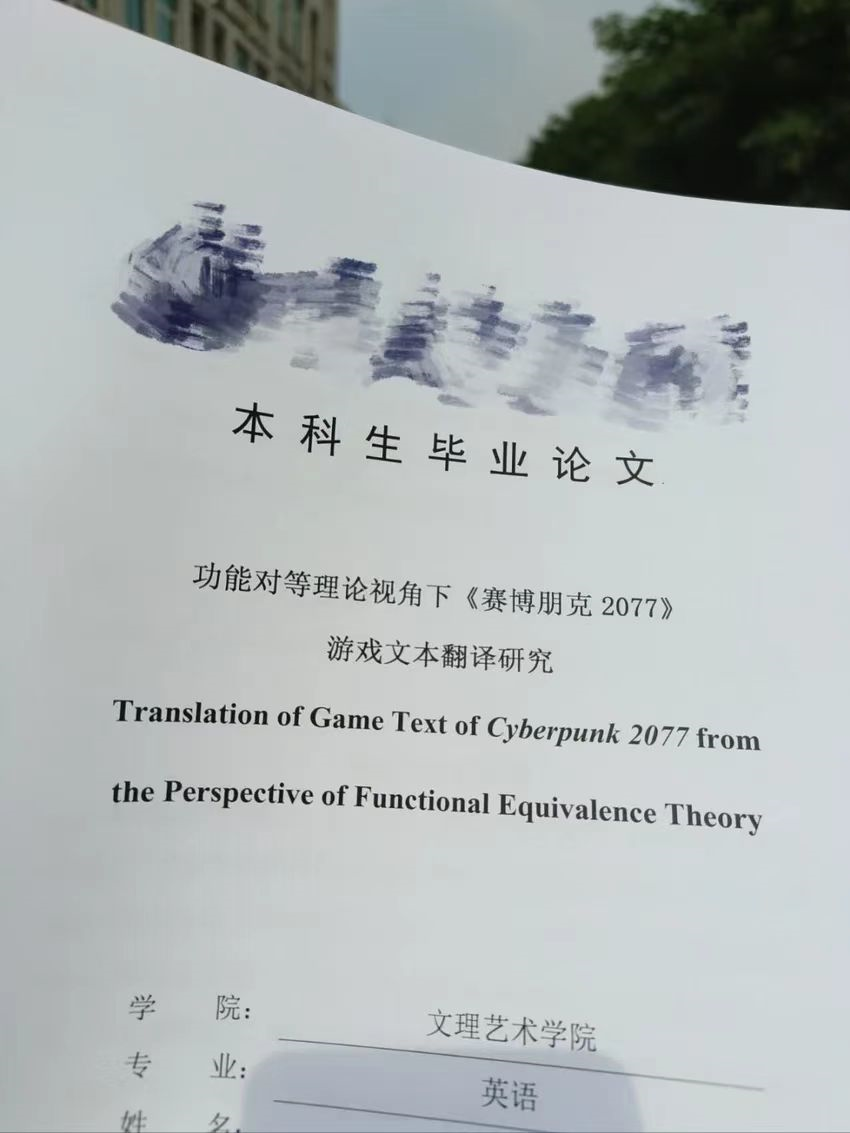 本科生毕业论文
功能对等理论视角下《赛博朋克 2077》
游戏文本翻译研究
Translation of Game Text of Cyberpunk 2077 from
the Perspective of Functional Equivalence Theory
学 院: 文理艺术学院
专 业: 英语
姓 名: